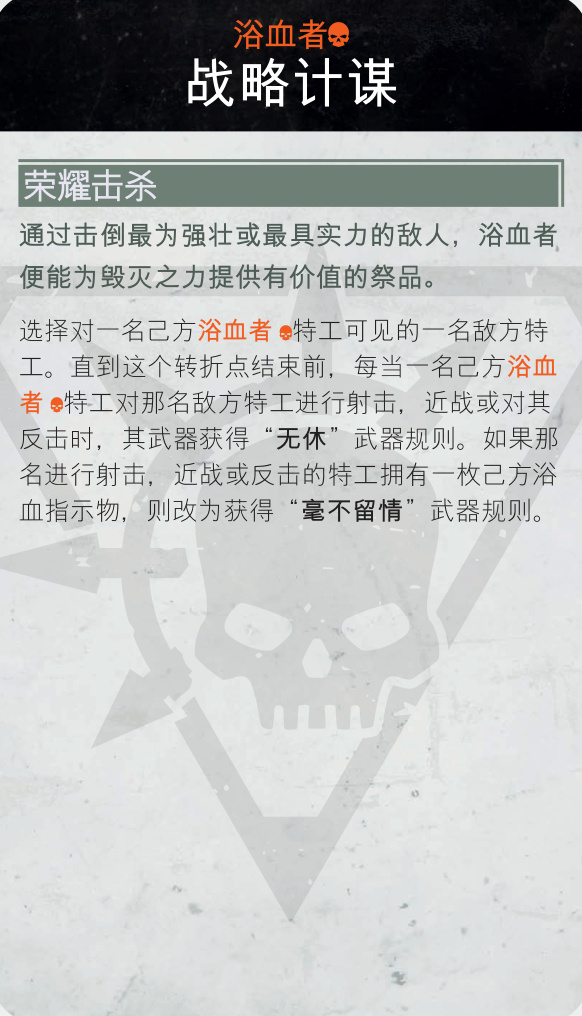 浴血者
战略计谋
荣耀击杀
通过击倒最为强壮或最具实力的敌人，浴血者
便能为毁灭之力提供有价值的祭品。
选择对一名己方浴血者特工可见的一名敌方特
工。直到这个转折点结束前，每当一名己方浴血
者特工对那名敌方特工进行射击，近战或对其
反击时，其武器获得“无休”武器规则。如果那
名进行射击，近战或反击的特工拥有一枚己方浴
血指示物，则改为获得“毫不留情”武器规则。